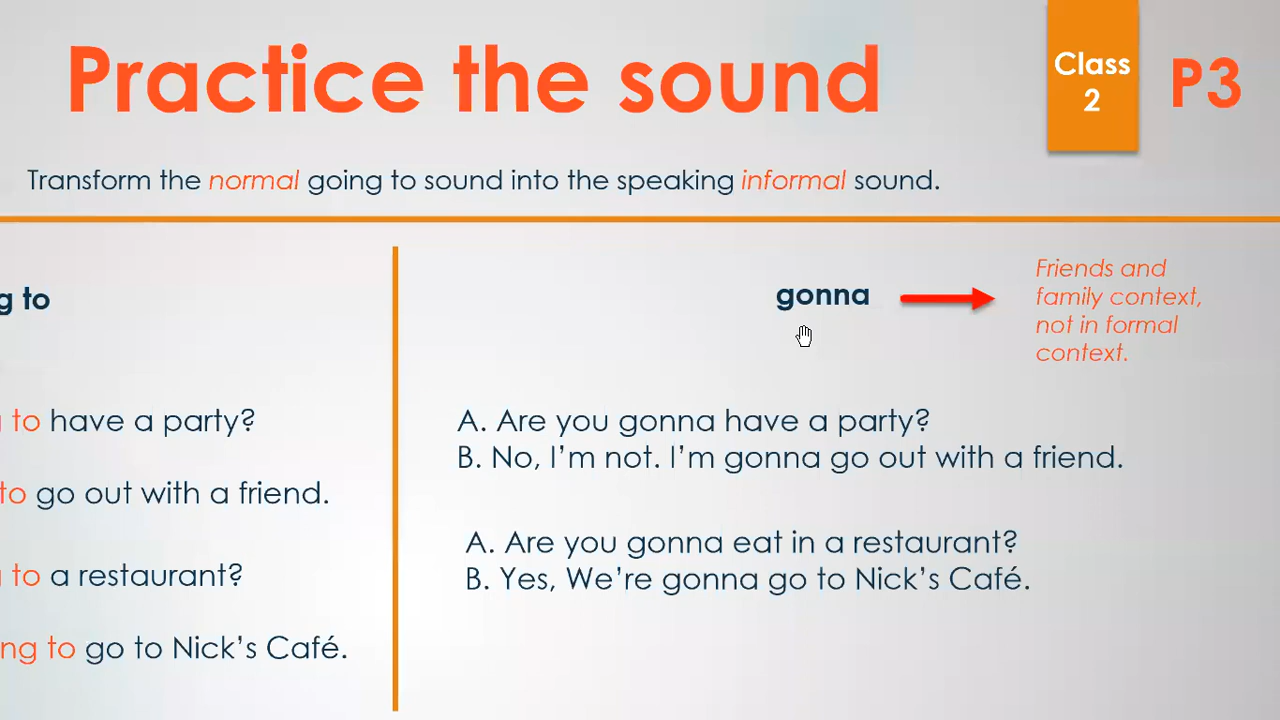 Practice the sound
Class
2
P3
Transform the normal going to sound into the speaking informal sound.
g to
to have a party?
to go out with a friend.
to a restaurant?
ng to go to Nick's Café.
gonna
Friends and
family context,
not in formal
context.
A. Are you gonna have a party?
B. No, I'm not. I'm gonna go out with a friend.
A. Are you gonna eat in a restaurant?
B. Yes, We're gonna go to Nick's Café.